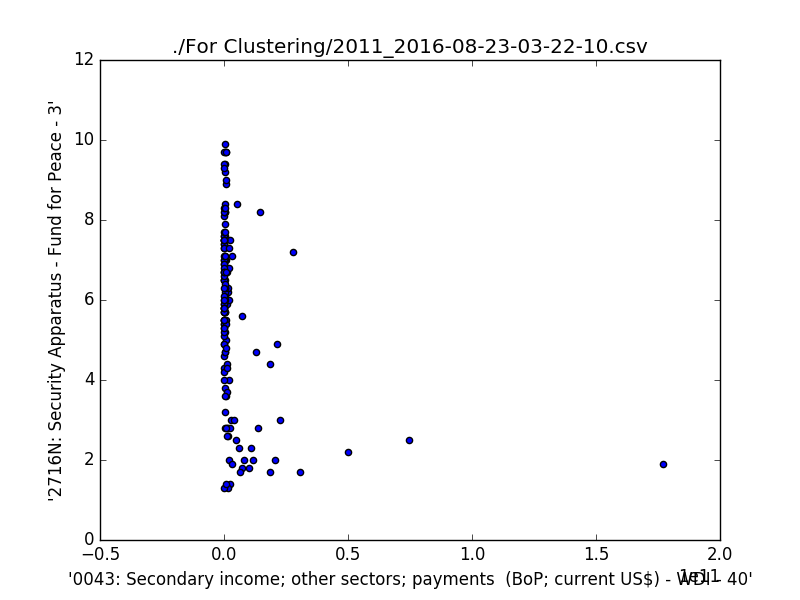 ./For Clustering/2011_2016-08-23-03-22-10.csv
'2716N: Security Apparatus - Fund for Peace - 3'
12
10
8
6
4
2
0
−0.5 0.0 0.5 1.0 1.5 2.0
1e11
'0043: Secondary income; other sectors; payments  (BoP; current US$) - WDI - 40'